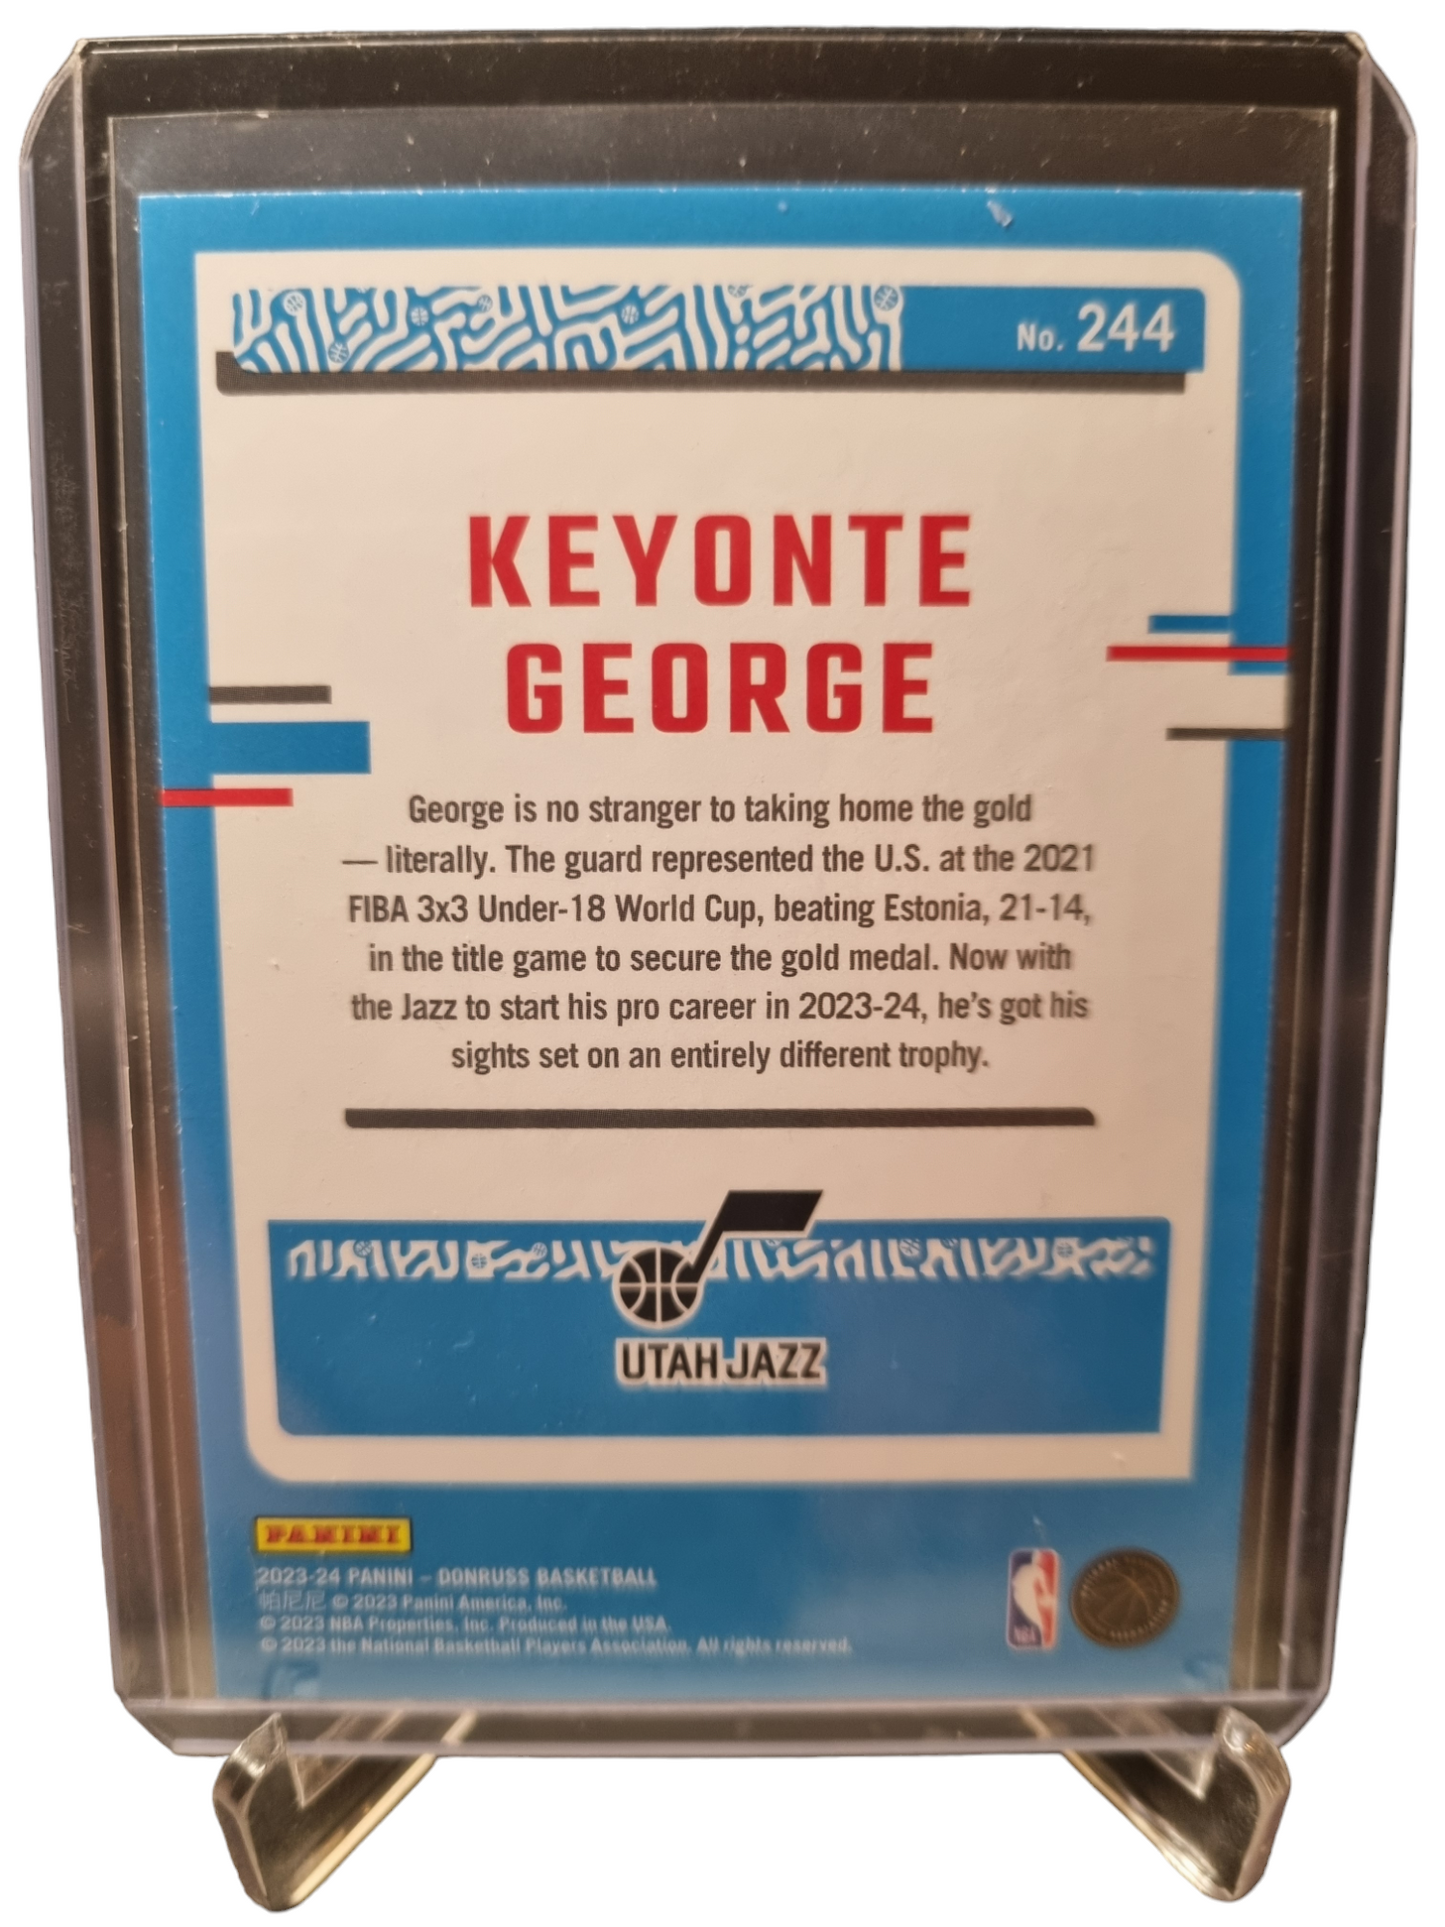 No. 244
KEYONTE
GEORGE
George is no stranger to taking home the gold
— literally. The guard represented the U.S. at the 2021
FIBA 3x3 Under-18 World Cup, beating Estonia, 21-14,
in the title game to secure the gold medal. Now with
the Jazz to start his pro career in 2023-24, he's got his
sights set on an entirely different trophy.
UTAH JAZZ
PANINI
2023-24 PANINI – DONRUSS BASKETBALL
帕尼尼 © 2023 Panini America, Inc.
© 2023 NBA Properties, Inc. Produced in the USA.
© 2023 the National Basketball Players Association. All rights reserved.